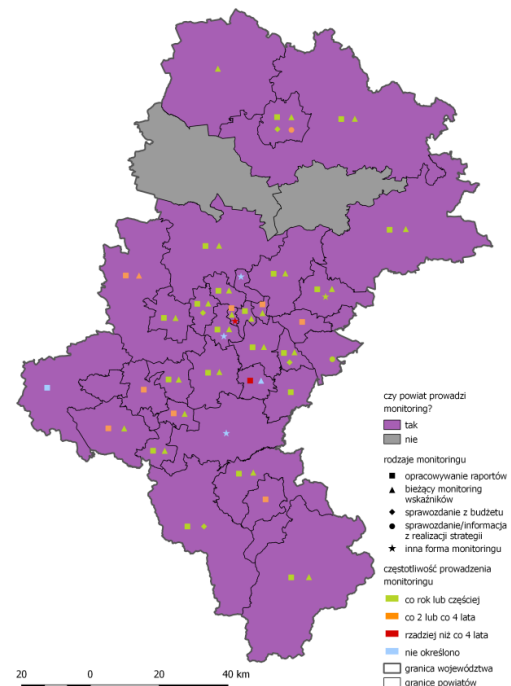 czy powiat prowadzi
monitoring?
tak
nie
rodzaje monitoringu
opracowywanie raportów
bieżący monitoring
wskaźników
sprawozdanie z budżetu
sprawozdanie/informacja
z realizacji strategii
inna forma monitoringu
częstotliwość prowadzenia
monitoringu
co rok lub częściej
co 2 lub co 4 lata
rzadziej niż co 4 lata
nie określono
granica województwa
granice powiatów
20 0 20 40 km